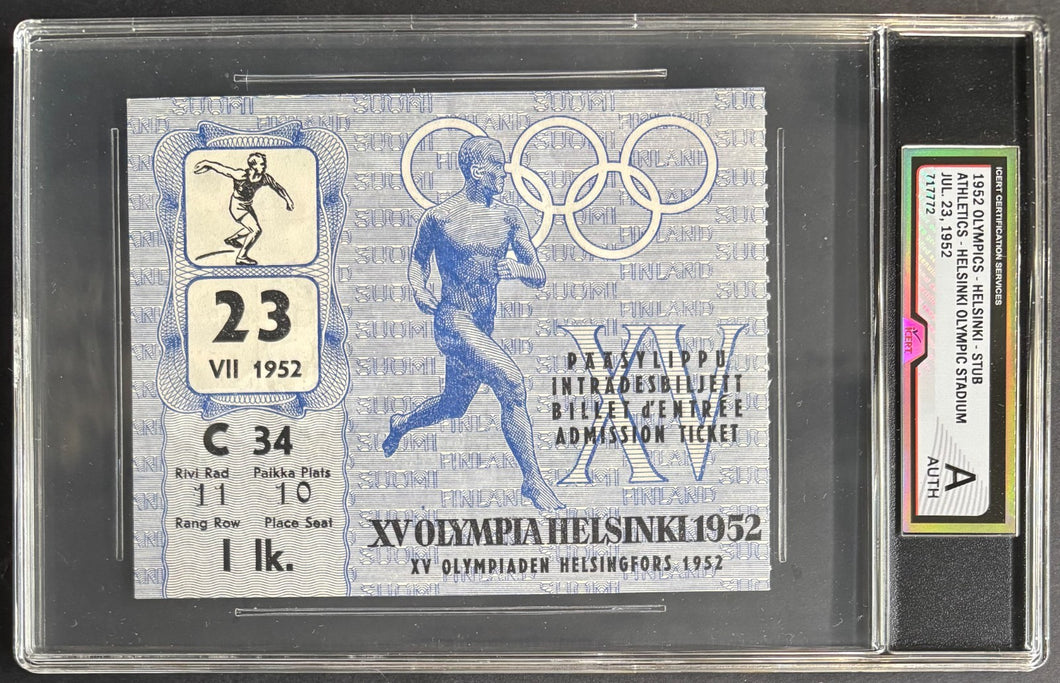 SUOMI
FINLAND
23
VII 1952
C 34
Rivi Rad Paikka Plats
11 10
Rang Row Place Seat
I lk.
XV
PÄÄSYLIPPU
INTRÄDESBILJETT
BILLET d'ENTRÉE
ADMISSION TICKET
XV OLYMPIA HELSINKI 1952
XV OLYMPIADEN HELSINGFORS 1952
ICERT CERTIFICATION SERVICES
1952 OLYMPICS - HELSINKI - STUB
ATHLETICS - HELSINKI OLYMPIC STADIUM
JUL. 23, 1952
717772
ICERT
A
AUTH